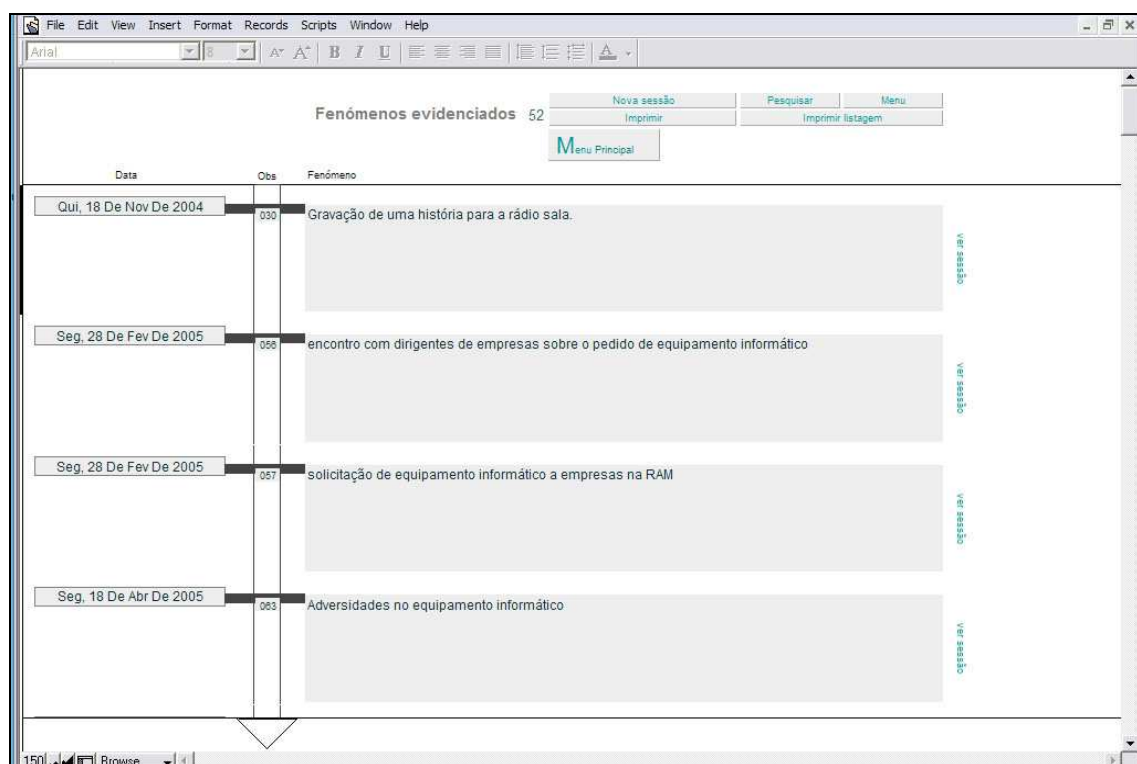 File Edit View Insert Format Records Scripts Window Help
Arial 8 B I U A
Fenómenos evidenciados 52 Nova sessão Pesquisar Menu
Imprimir Imprimir listagem
Menu Principal
Data Obs Fenómeno
Qui, 18 De Nov De 2004 030 Gravação de uma história para a rádio sala.
ver sessão
Seg, 28 De Fev De 2005 056 encontro com dirigentes de empresas sobre o pedido de equipamento informático
ver sessão
Seg, 28 De Fev De 2005 057 solicitação de equipamento informático a empresas na RAM
ver sessão
Seg, 18 De Abr De 2005 063 Adversidades no equipamento informático
ver sessão
150 Browse